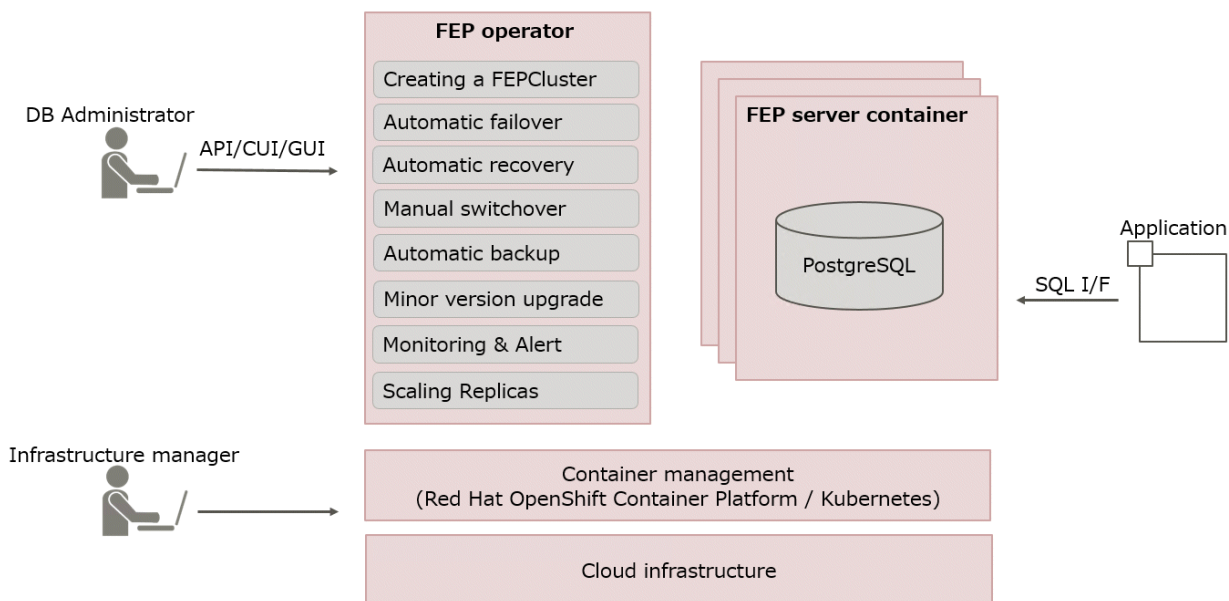 FEP operator
Creating a FEPCluster
Automatic failover
Automatic recovery
Manual switchover
Automatic backup
Minor version upgrade
Monitoring & Alert
Scaling Replicas
DB Administrator
API/CUI/GUI
FEP server container
PostgreSQL
Application
SQL I/F
Infrastructure manager
Container management
(Red Hat OpenShift Container Platform / Kubernetes)
Cloud infrastructure